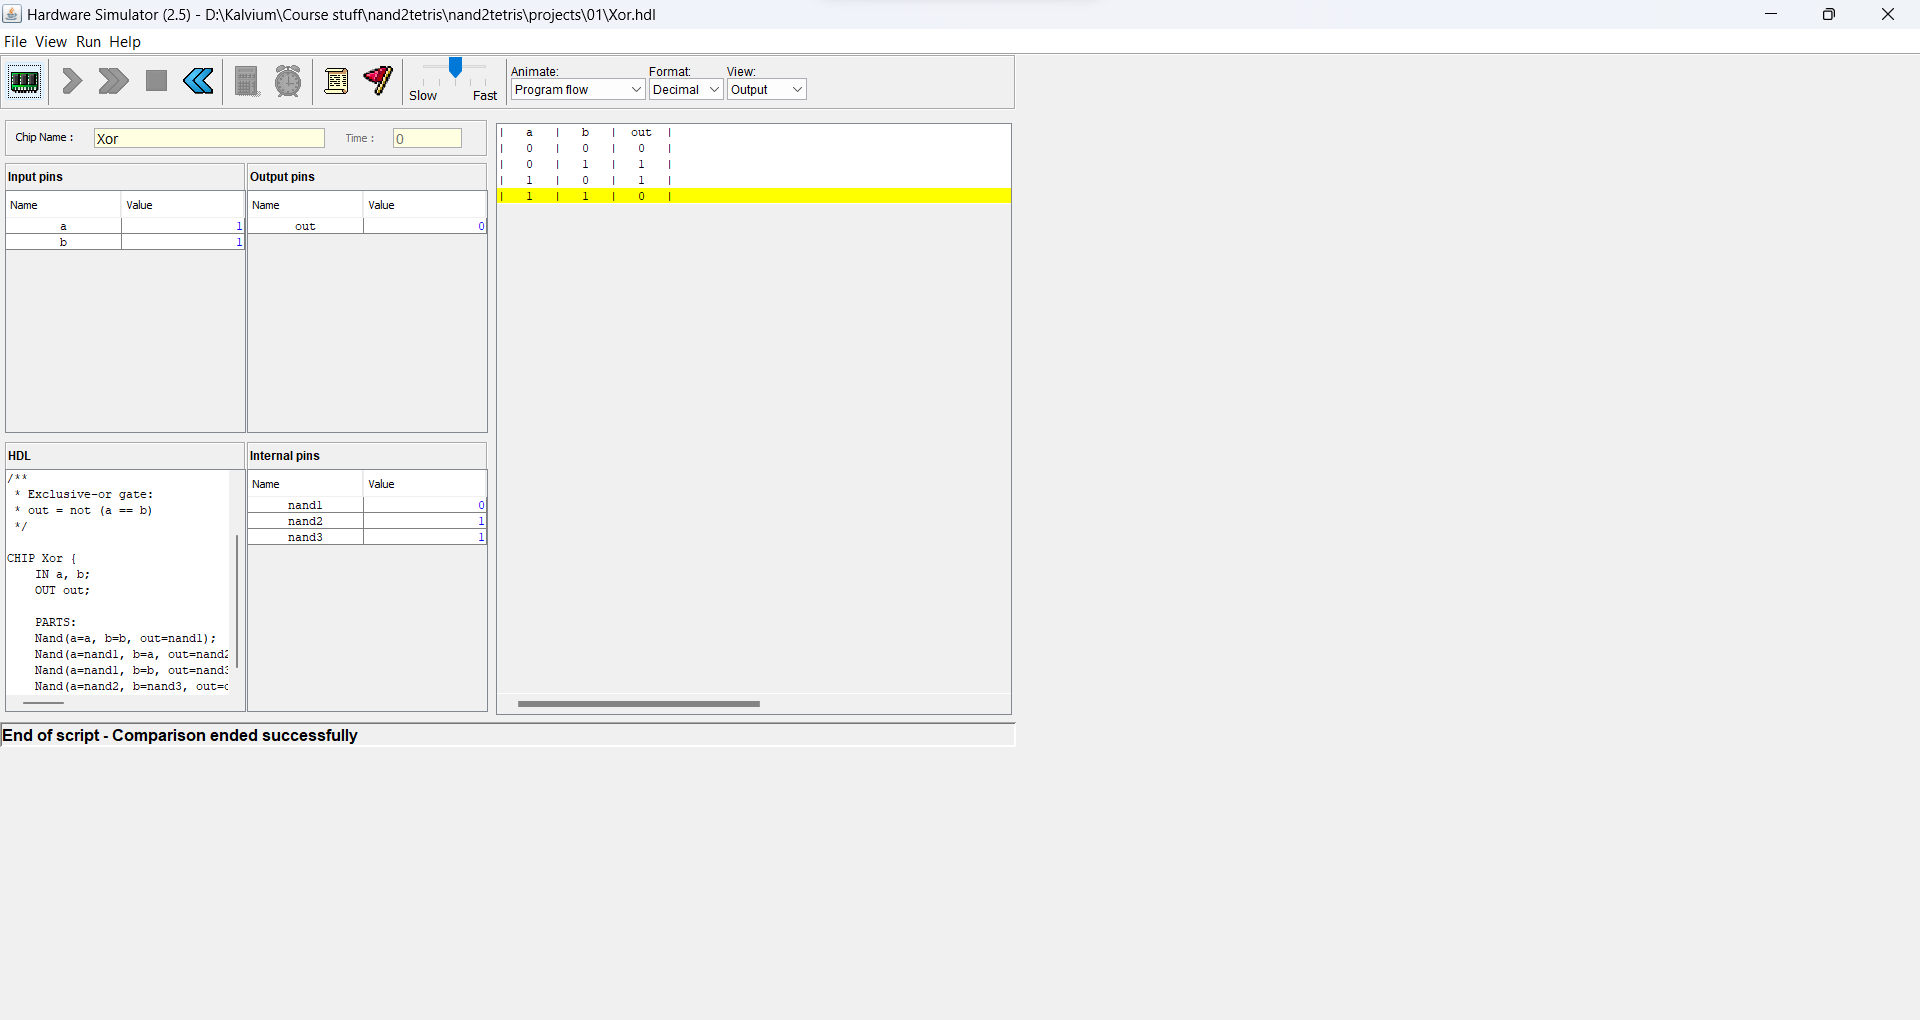 Hardware Simulator (2.5) - D:\Kalvium\Course stuff\nand2tetris\nand2tetris\projects\01\Xor.hdl
File View Run Help
Slow Fast
Animate: Format: View:
Program flow Decimal Output
Chip Name : Xor Time : 0
Input pins
Name Value
a 1
b 1
Output pins
Name Value
out 0
HDL
/**
* Exclusive-or gate:
* out = not (a == b)
*/
CHIP Xor {
IN a, b;
OUT out;
PARTS:
Nand(a=a, b=b, out=nand1);
Nand(a=nand1, b=a, out=nand2
Nand(a=nand1, b=b, out=nand3
Nand(a=nand2, b=nand3, out=o
Internal pins
Name Value
nand1 0
nand2 1
nand3 1
| a | b | out |
| 0 | 0 | 0 |
| 0 | 1 | 1 |
| 1 | 0 | 1 |
| 1 | 1 | 0 |
End of script - Comparison ended successfully